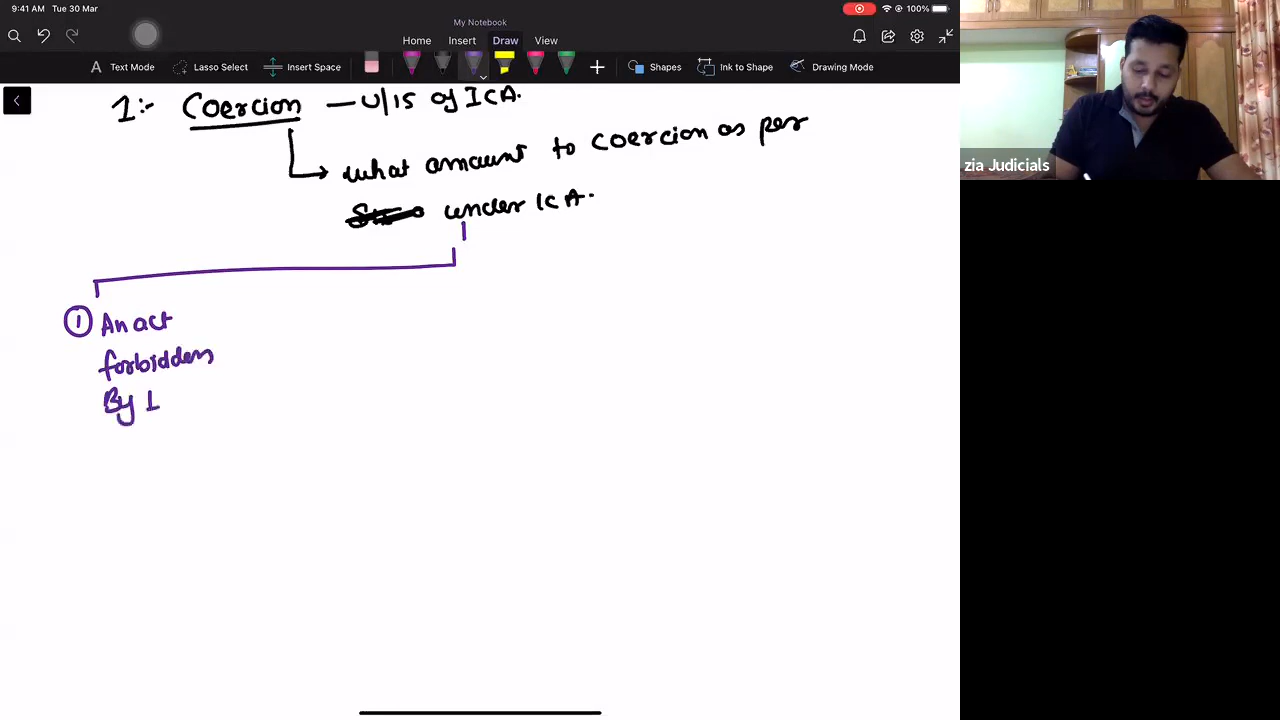 9:41 AM Tue 30 Mar
100%
My Notebook
Home Insert Draw View
Text Mode Lasso Select Insert Space Shapes Ink to Shape Drawing Mode
1:- Coercion — U/15 of ICA.
what amount to coercion as per
under ICA.
zia Judicials
1 An act
forbidden
By I